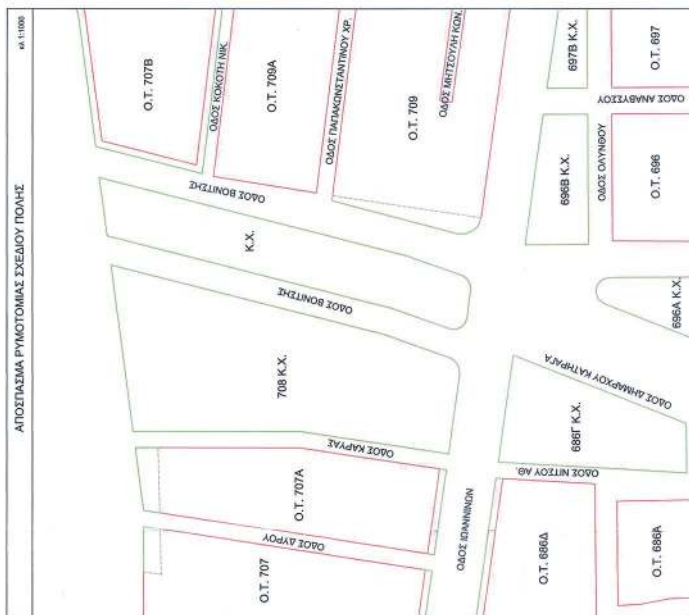 ΑΠΟΣΠΑΣΜΑ ΡΥΜΟΤΟΜΙΑΣ ΣΧΕΔΙΟΥ ΠΟΛΗΣ
κλ. 1:1000
Ο.Τ. 707Β
ΟΔΟΣ ΚΟΚΟΤΗ ΝΙΚ.
Ο.Τ. 709Α
ΟΔΟΣ ΠΑΠΑΚΩΝΣΤΑΝΤΙΝΟΥ ΧΡ.
Ο.Τ. 709
ΟΔΟΣ ΜΗΤΣΟΥΛΗ ΚΩΝ.
697Β Κ.Χ.
Ο.Τ. 697
ΟΔΟΣ ΑΝΑΒΥΣΣΟΥ
ΟΔΟΣ ΒΟΝΙΤΣΗΣ
Κ.Χ.
ΟΔΟΣ ΒΟΝΙΤΣΗΣ
696Β Κ.Χ.
ΟΔΟΣ ΟΛΥΝΘΟΥ
Ο.Τ. 696
696Α Κ.Χ.
708 Κ.Χ.
ΟΔΟΣ ΔΗΜΑΡΧΟΥ ΚΑΤΗΡΑΓΑ
686Γ Κ.Χ.
ΟΔΟΣ ΚΑΡΥΑΣ
ΟΔΟΣ ΝΙΤΣΟΥ ΑΘ.
Ο.Τ. 707Α
ΟΔΟΣ ΙΩΑΝΝΙΝΩΝ
ΟΔΟΣ ΔΥΡΟΥ
Ο.Τ. 707
Ο.Τ. 686Δ
Ο.Τ. 686Α